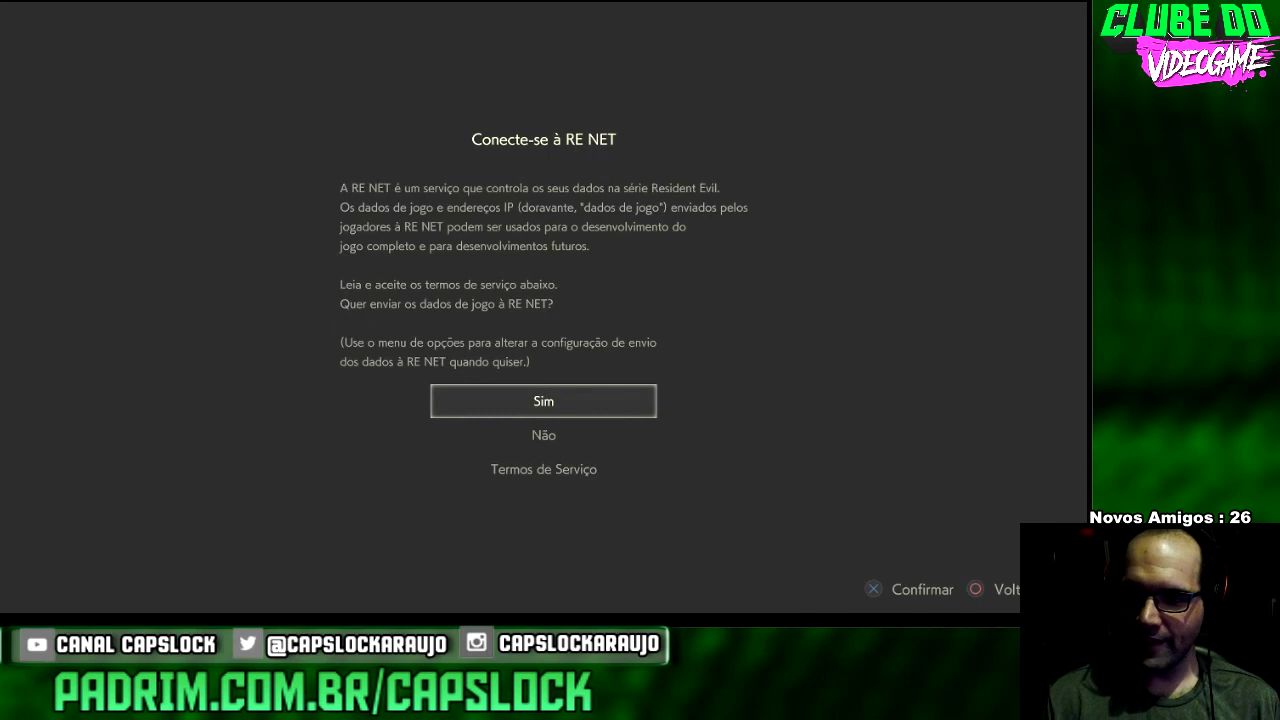 CLUBE DO
VIDEOGAME
Conecte-se à RE NET
A RE NET é um serviço que controla os seus dados na série Resident Evil.
Os dados de jogo e endereços IP (doravante, "dados de jogo") enviados pelos
jogadores à RE NET podem ser usados para o desenvolvimento do
jogo completo e para desenvolvimentos futuros.
Leia e aceite os termos de serviço abaixo.
Quer enviar os dados de jogo à RE NET?
(Use o menu de opções para alterar a configuração de envio
dos dados à RE NET quando quiser.)
Sim
Não
Termos de Serviço
Novos Amigos : 26
Confirmar Volt
CANAL CAPSLOCK @CAPSLOCKARAUJO CAPSLOCKARAUJO
PADRIM.COM.BR/CAPSLOCK